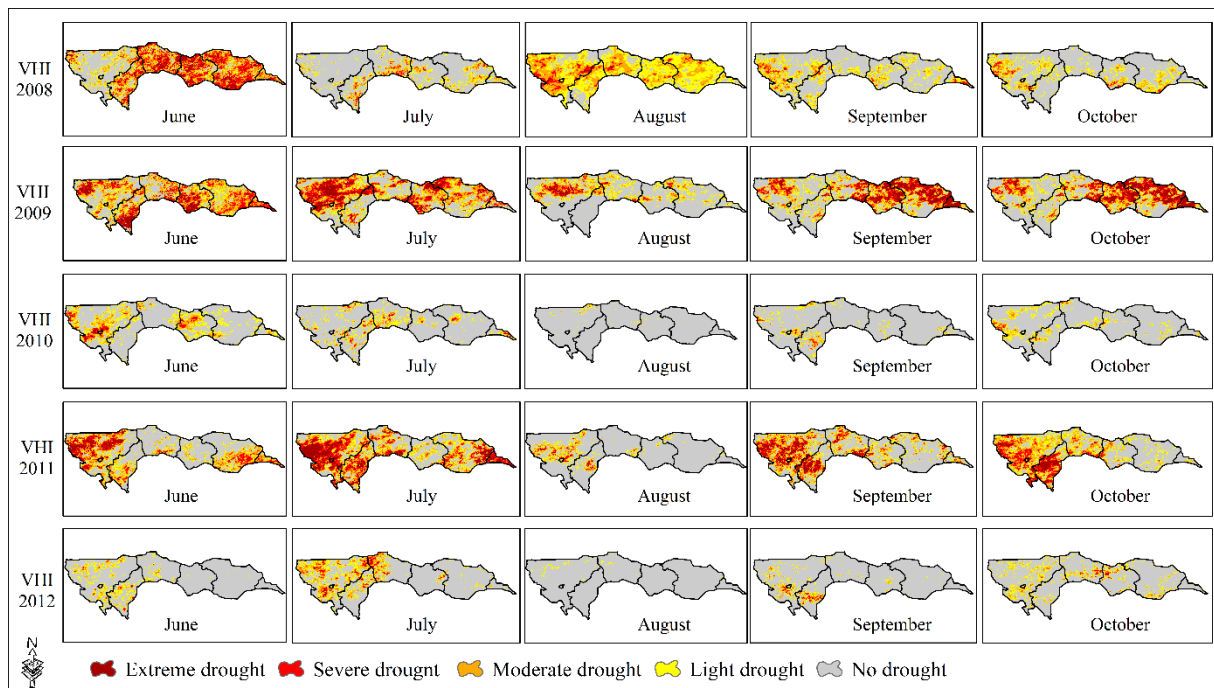 VHI
2008
June
July
August
September
October
VHI
2009
June
July
August
September
October
VHI
2010
June
July
August
September
October
VHI
2011
June
July
August
September
October
VHI
2012
June
July
August
September
October
N
Extreme drought
Severe drougnt
Moderate drought
Light drought
No drought